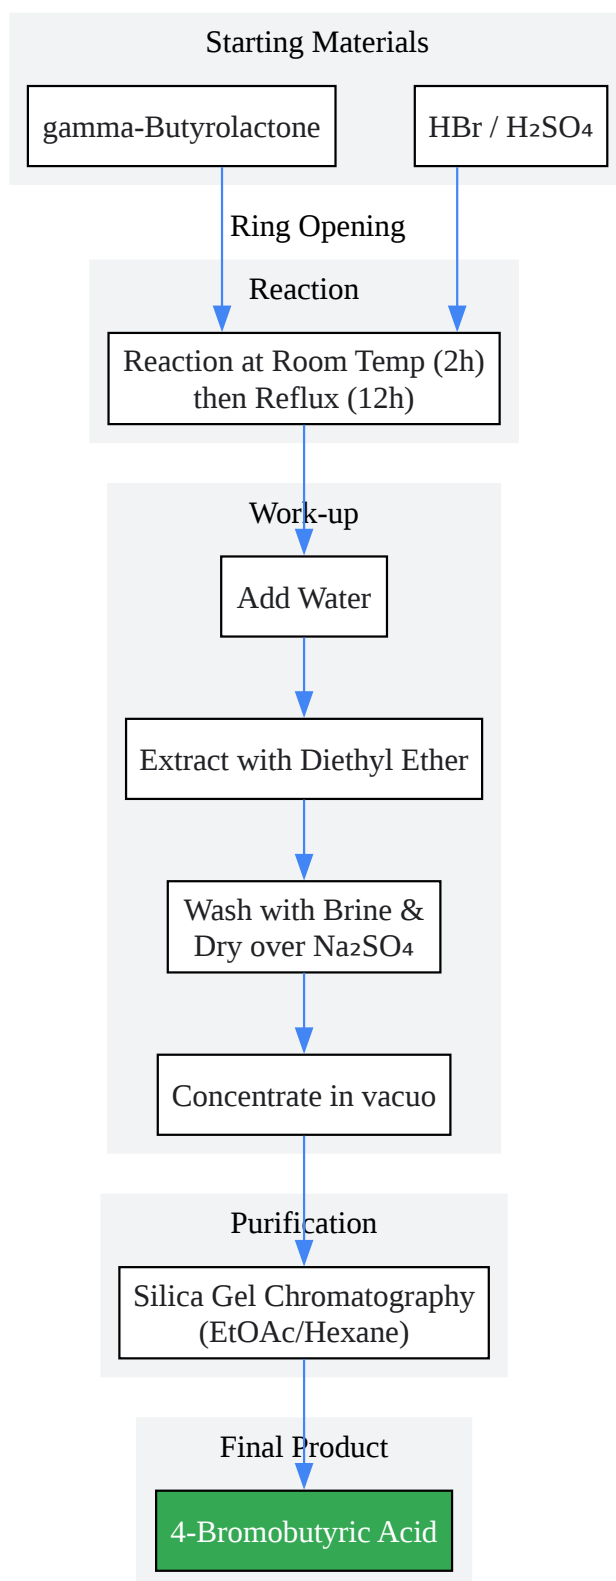 Starting Materials
gamma-Butyrolactone
HBr / H₂SO₄
Ring Opening
Reaction
Reaction at Room Temp (2h)
then Reflux (12h)
Work-up
Add Water
Extract with Diethyl Ether
Wash with Brine &
Dry over Na₂SO₄
Concentrate in vacuo
Purification
Silica Gel Chromatography
(EtOAc/Hexane)
Final Product
4-Bromobutyric Acid